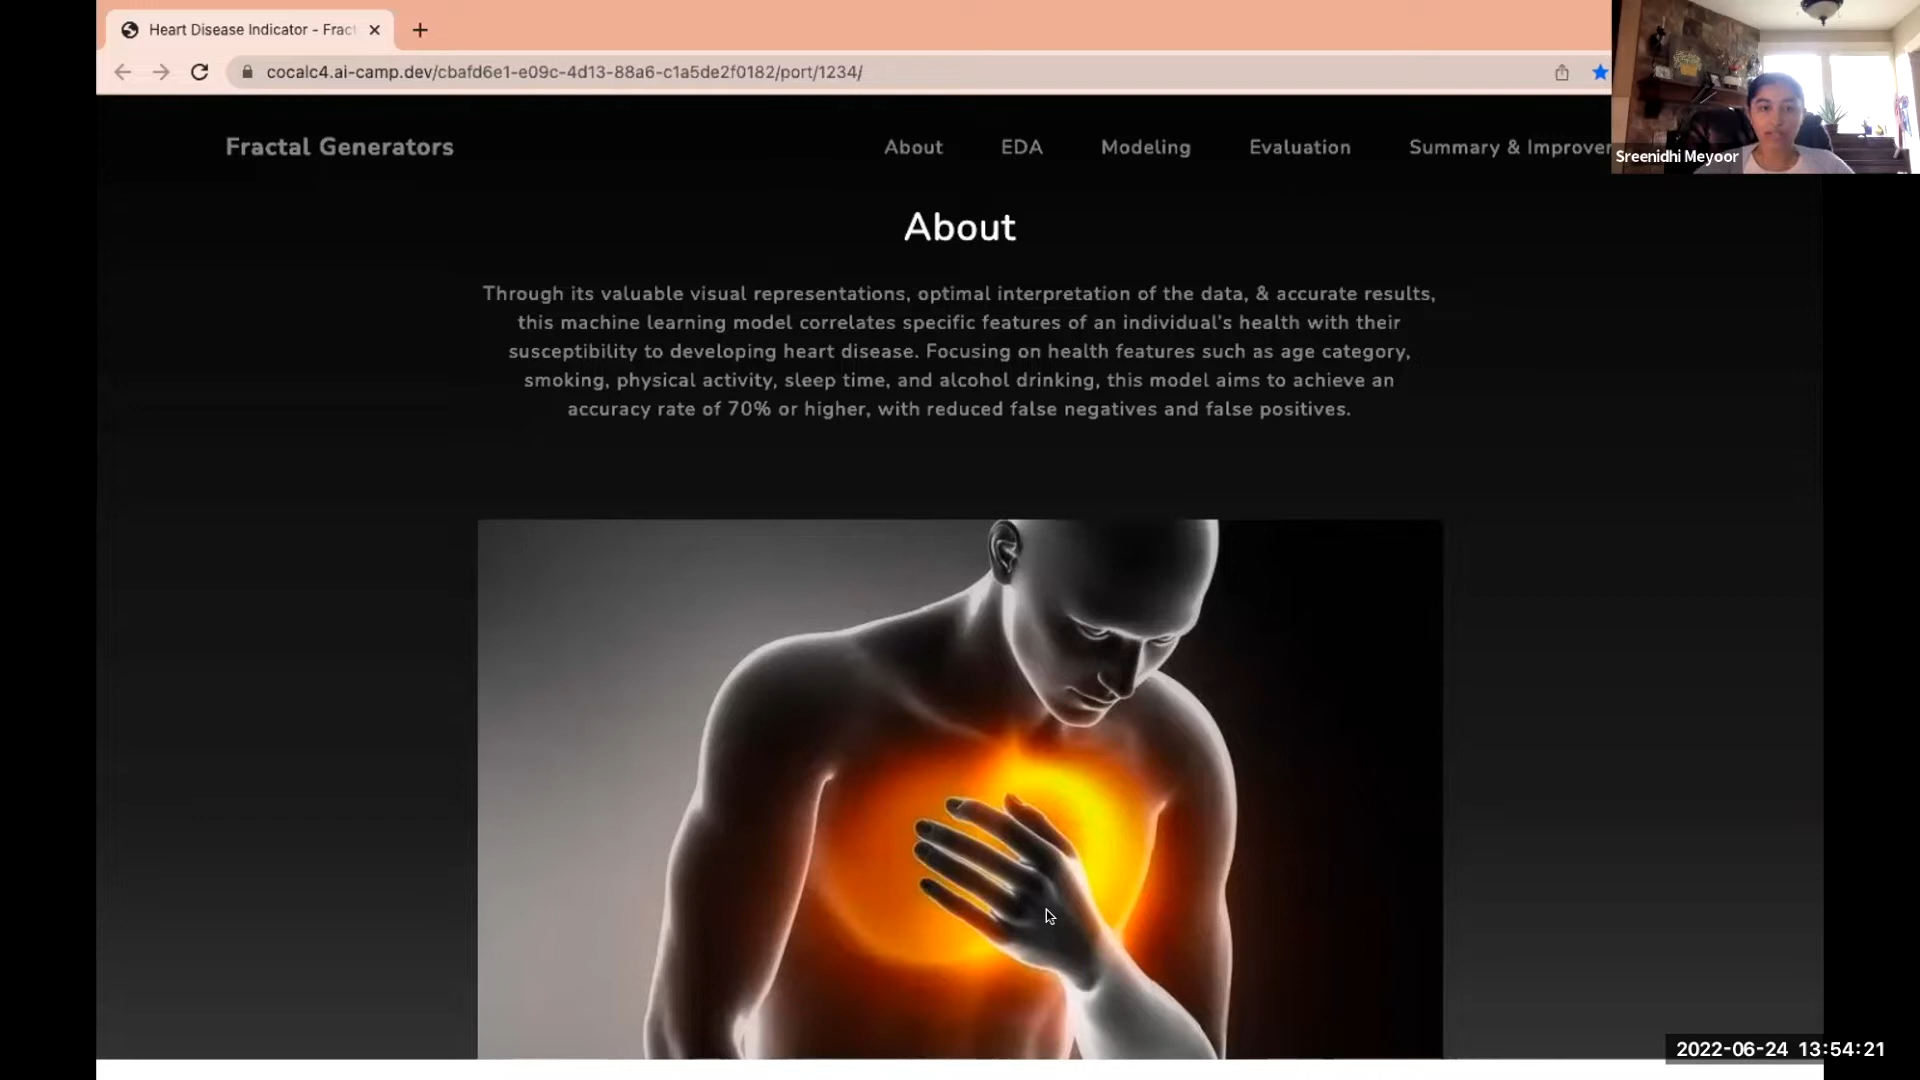 Heart Disease Indicator - Frac
cocalc4.ai-camp.dev/cbafd6e1-e09c-4d13-88a6-c1a5de2f0182/port/1234/
Sreenidhi Meyoor
Fractal Generators
About
EDA
Modeling
Evaluation
Summary & Improve
About
Through its valuable visual representations, optimal interpretation of the data, & accurate results,
this machine learning model correlates specific features of an individual's health with their
susceptibility to developing heart disease. Focusing on health features such as age category,
smoking, physical activity, sleep time, and alcohol drinking, this model aims to achieve an
accuracy rate of 70% or higher, with reduced false negatives and false positives.
2022-06-24 13:54:21